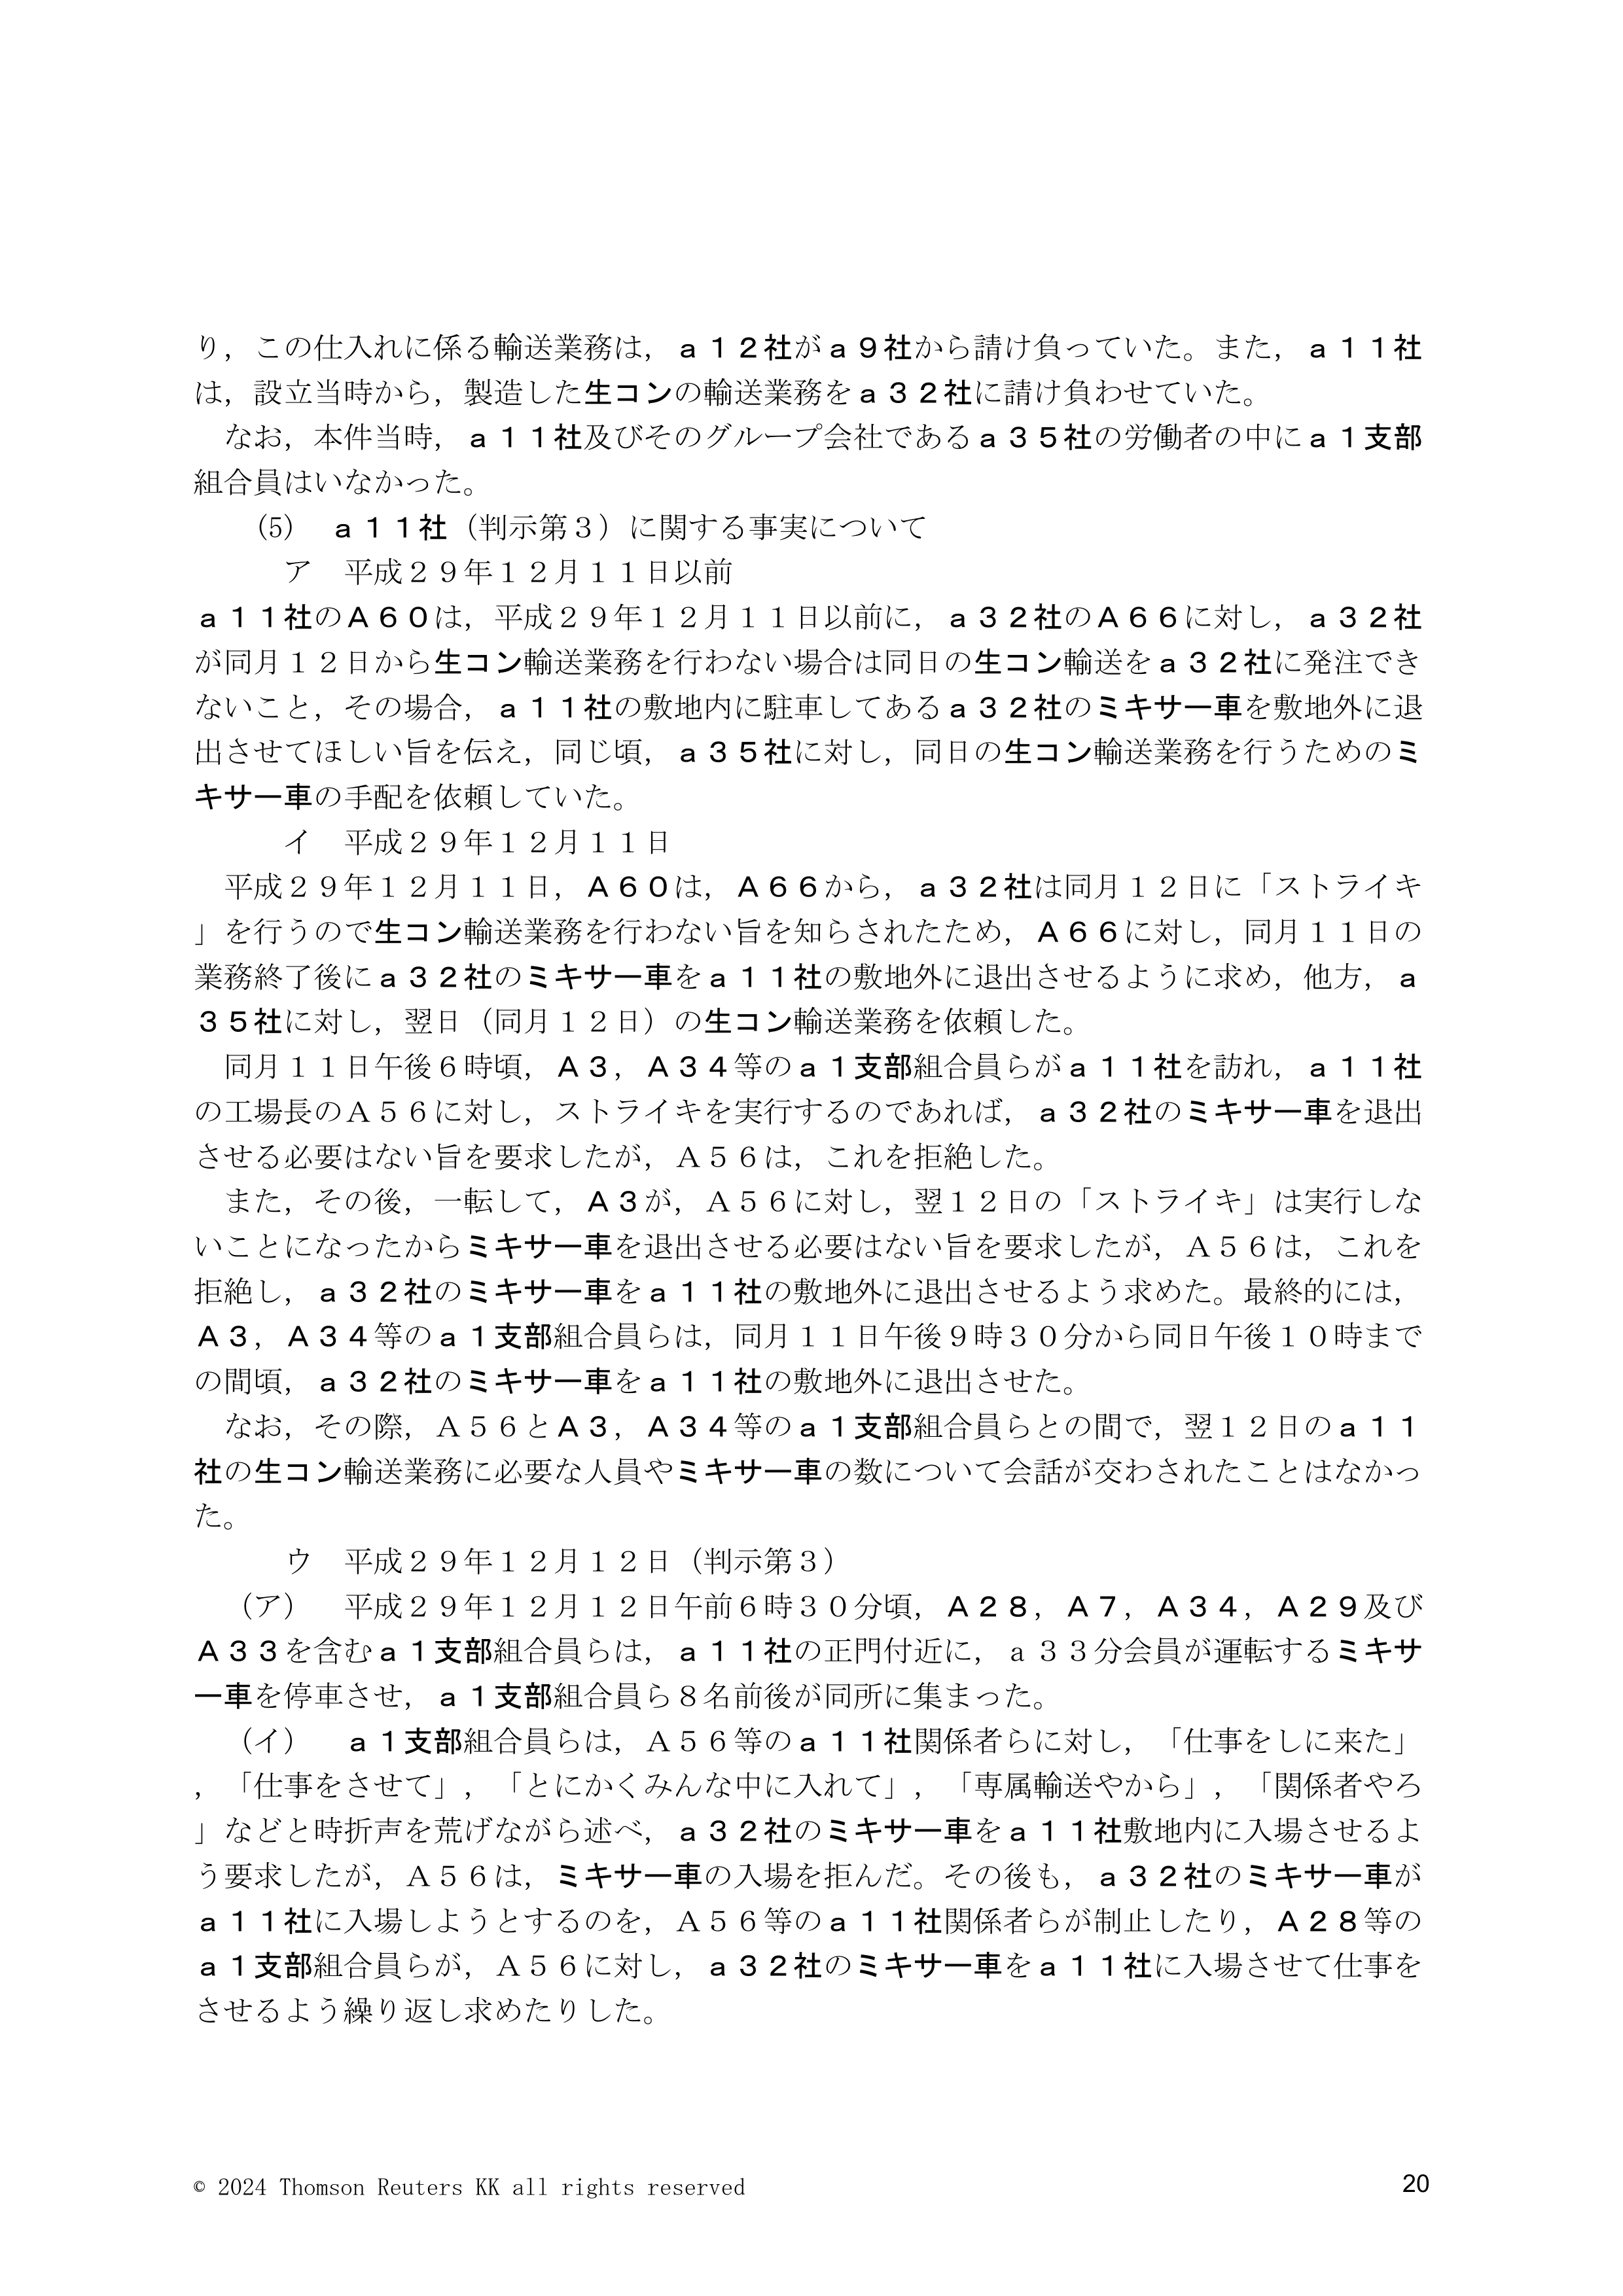 り，この仕入れに係る輸送業務は，ａ１２社がａ９社から請け負っていた。また，ａ１１社
は，設立当時から，製造した生コンの輸送業務をａ３２社に請け負わせていた。
　なお，本件当時，ａ１１社及びそのグループ会社であるａ３５社の労働者の中にａ１支部
組合員はいなかった。
　　(5)　ａ１１社（判示第３）に関する事実について
　　　ア　平成２９年１２月１１日以前
ａ１１社のＡ６０は，平成２９年１２月１１日以前に，ａ３２社のＡ６６に対し，ａ３２社
が同月１２日から生コン輸送業務を行わない場合は同日の生コン輸送をａ３２社に発注でき
ないこと，その場合，ａ１１社の敷地内に駐車してあるａ３２社のミキサー車を敷地外に退
出させてほしい旨を伝え，同じ頃，ａ３５社に対し，同日の生コン輸送業務を行うためのミ
キサー車の手配を依頼していた。
　　　イ　平成２９年１２月１１日
　平成２９年１２月１１日，Ａ６０は，Ａ６６から，ａ３２社は同月１２日に「ストライキ
」を行うので生コン輸送業務を行わない旨を知らされたため，Ａ６６に対し，同月１１日の
業務終了後にａ３２社のミキサー車をａ１１社の敷地外に退出させるように求め，他方，ａ
３５社に対し，翌日（同月１２日）の生コン輸送業務を依頼した。
　同月１１日午後６時頃，Ａ３，Ａ３４等のａ１支部組合員らがａ１１社を訪れ，ａ１１社
の工場長のＡ５６に対し，ストライキを実行するのであれば，ａ３２社のミキサー車を退出
させる必要はない旨を要求したが，Ａ５６は，これを拒絶した。
　また，その後，一転して，Ａ３が，Ａ５６に対し，翌１２日の「ストライキ」は実行しな
いことになったからミキサー車を退出させる必要はない旨を要求したが，Ａ５６は，これを
拒絶し，ａ３２社のミキサー車をａ１１社の敷地外に退出させるよう求めた。最終的には，
Ａ３，Ａ３４等のａ１支部組合員らは，同月１１日午後９時３０分から同日午後１０時まで
の間頃，ａ３２社のミキサー車をａ１１社の敷地外に退出させた。
　なお，その際，Ａ５６とＡ３，Ａ３４等のａ１支部組合員らとの間で，翌１２日のａ１１
社の生コン輸送業務に必要な人員やミキサー車の数について会話が交わされたことはなかっ
た。
　　　ウ　平成２９年１２月１２日（判示第３）
　（ア）　平成２９年１２月１２日午前６時３０分頃，Ａ２８，Ａ７，Ａ３４，Ａ２９及び
Ａ３３を含むａ１支部組合員らは，ａ１１社の正門付近に，ａ３３分会員が運転するミキサ
ー車を停車させ，ａ１支部組合員ら８名前後が同所に集まった。
　（イ）　ａ１支部組合員らは，Ａ５６等のａ１１社関係者らに対し，「仕事をしに来た」
，「仕事をさせて」，「とにかくみんな中に入れて」，「専属輸送やから」，「関係者やろ
」などと時折声を荒げながら述べ，ａ３２社のミキサー車をａ１１社敷地内に入場させるよ
う要求したが，Ａ５６は，ミキサー車の入場を拒んだ。その後も，ａ３２社のミキサー車が
ａ１１社に入場しようとするのを，Ａ５６等のａ１１社関係者らが制止したり，Ａ２８等の
ａ１支部組合員らが，Ａ５６に対し，ａ３２社のミキサー車をａ１１社に入場させて仕事を
させるよう繰り返し求めたりした。
© 2024 Thomson Reuters KK all rights reserved
20